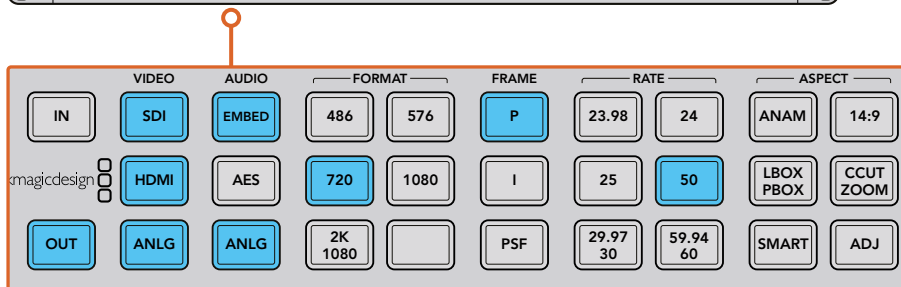 VIDEO AUDIO FORMAT FRAME RATE ASPECT
IN SDI EMBED 486 576 P 23.98 24 ANAM 14:9
magicdesign HDMI AES 720 1080 I 25 50 LBOX PBOX CCUT ZOOM
OUT ANLG ANLG 2K 1080 PSF 29.97 30 59.94 60 SMART ADJ